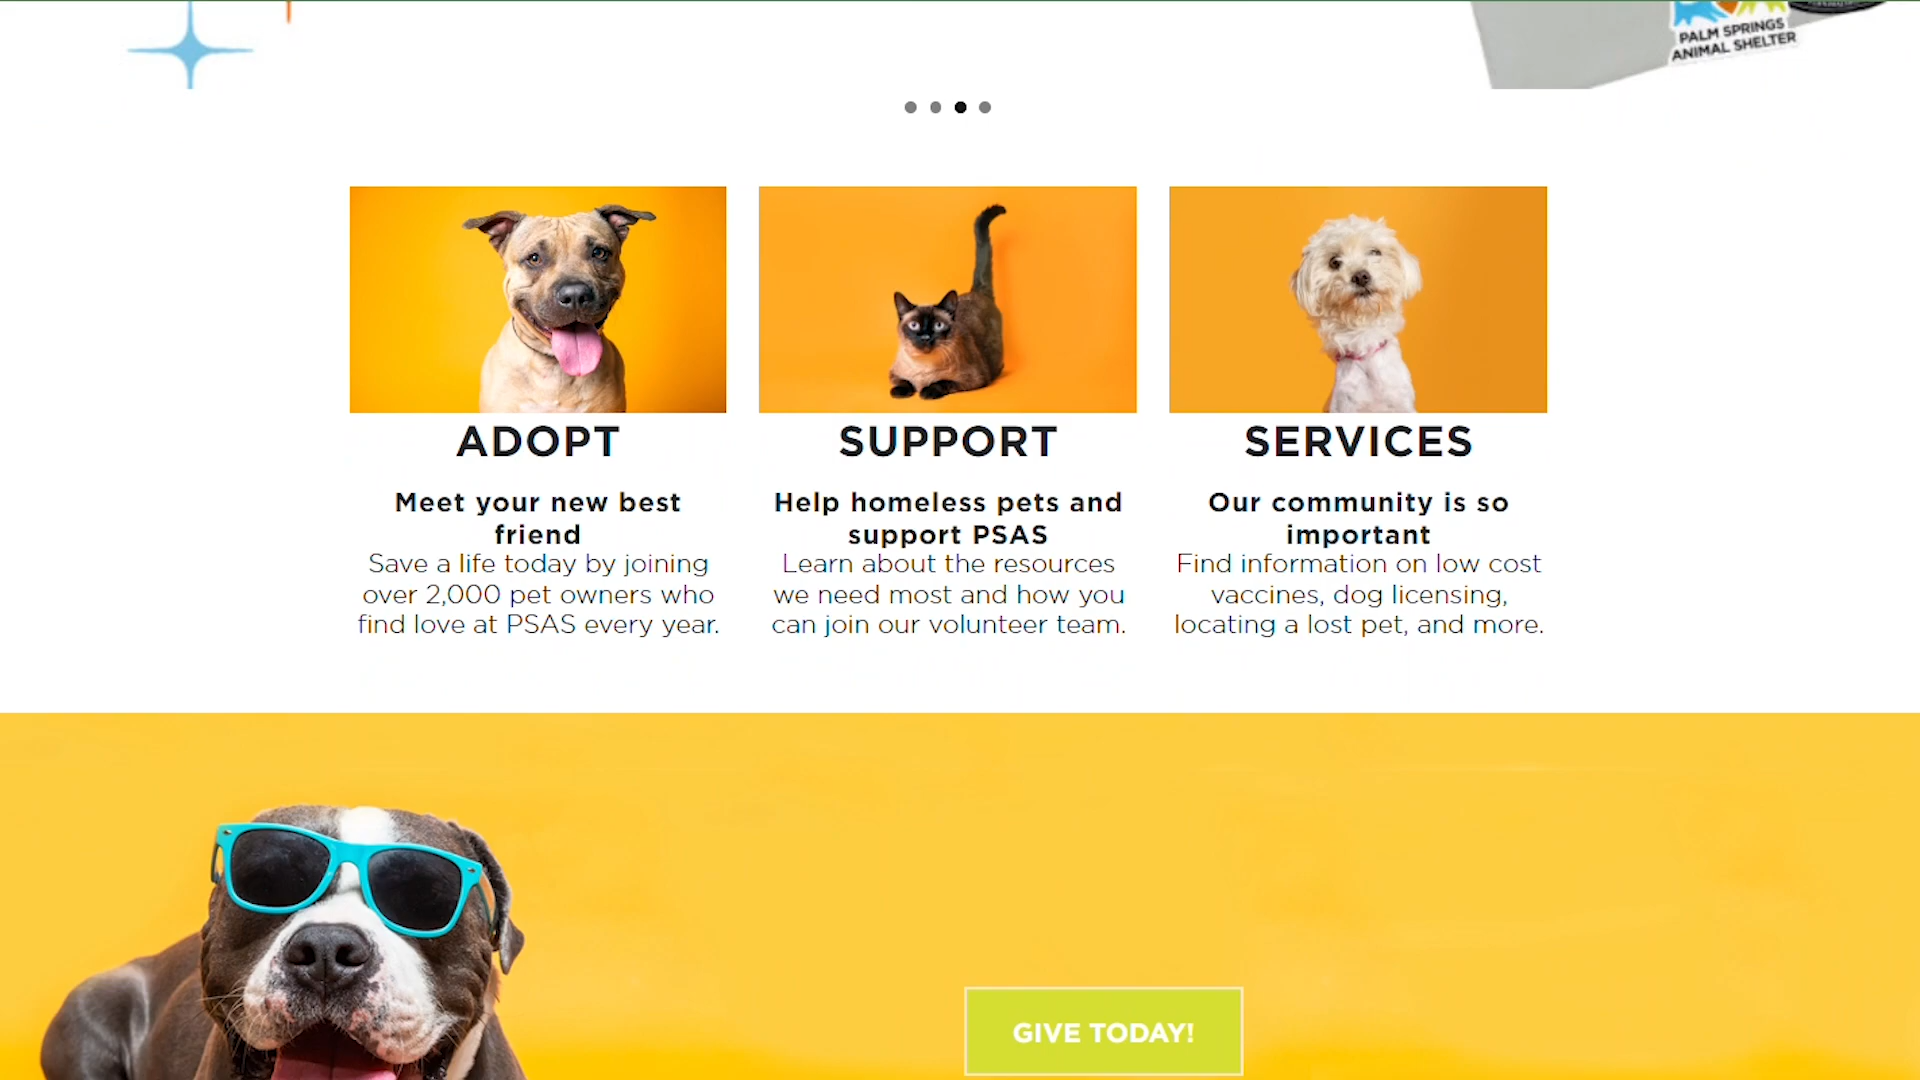 PALM SPRINGS
ANIMAL SHELTER
ADOPT
Meet your new best
friend
Save a life today by joining
over 2,000 pet owners who
find love at PSAS every year.
SUPPORT
Help homeless pets and
support PSAS
Learn about the resources
we need most and how you
can join our volunteer team.
SERVICES
Our community is so
important
Find information on low cost
vaccines, dog licensing,
locating a lost pet, and more.
GIVE TODAY!